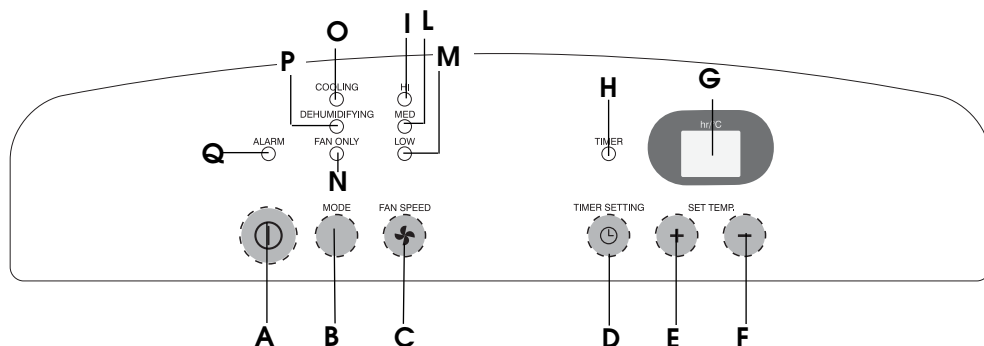 O I L
P M
COOLING HI
H G
DEHUMIDIFYING MED
hr/°C
Q ALARM FAN ONLY LOW TIMER
N
MODE FAN SPEED TIMER SETTING SET TEMP.
+ −
A B C D E F